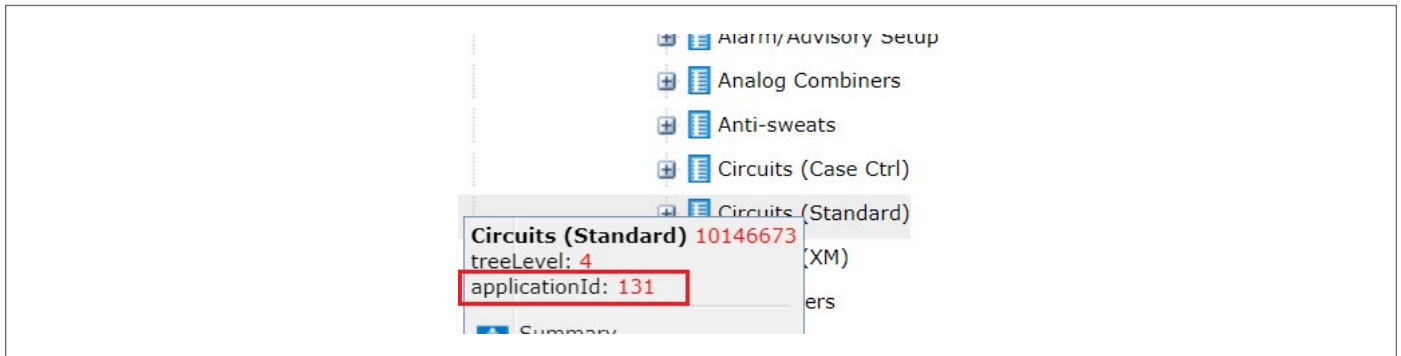 Alarm/Advisory Setup
Analog Combiners
Anti-sweats
Circuits (Case Ctrl)
Circuits (Standard)
Circuits (Standard) 10146673
treeLevel: 4
(XM)
applicationId: 131
ers
Summary